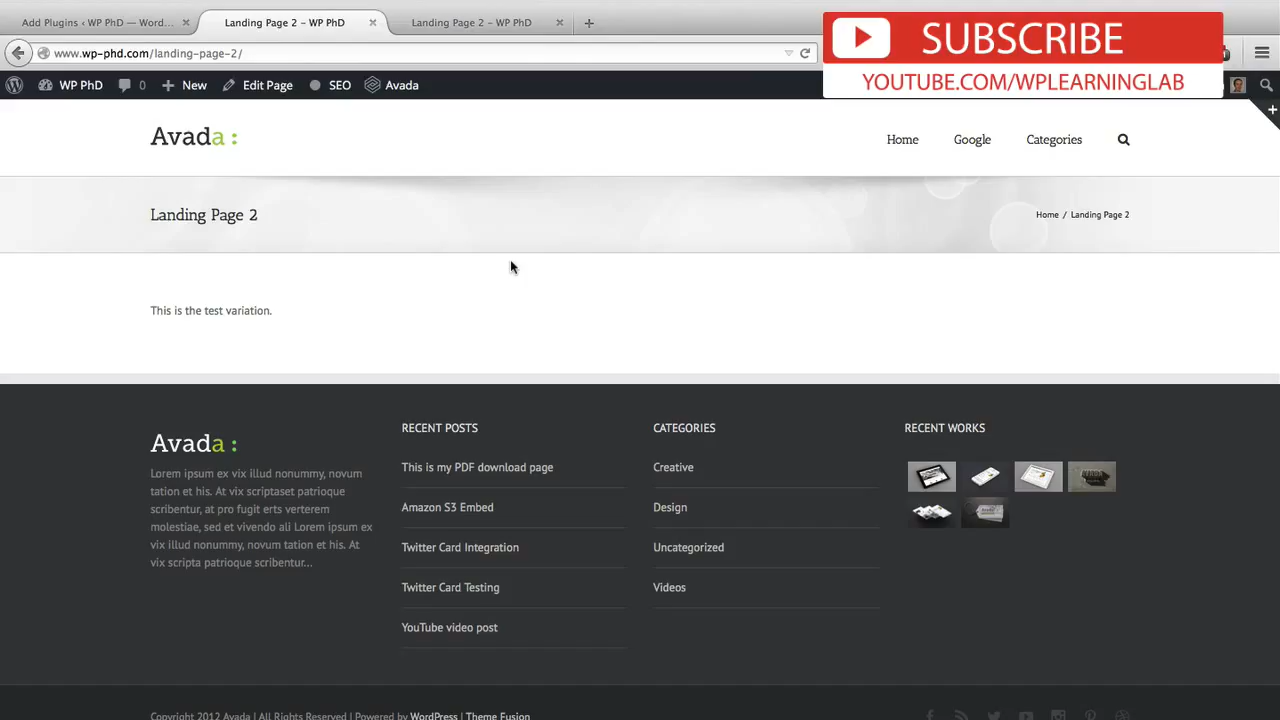 Add Plugins ‹ WP PhD — Word... ×
Landing Page 2 – WP PhD ×
Landing Page 2 – WP PhD ×
+
www.wp-phd.com/landing-page-2/
SUBSCRIBE
YOUTUBE.COM/WPLEARNINGLAB
WP PhD 0 + New Edit Page SEO Avada
+
Avada :
Home Google Categories
Landing Page 2
Home / Landing Page 2
This is the test variation.
Avada :
Lorem ipsum ex vix illud nonummy, novum
tation et his. At vix scriptaset patrioque
scribentur, at pro fugit erts verterem
molestiae, sed et vivendo ali Lorem ipsum ex
vix illud nonummy, novum tation et his. At
vix scripta patrioque scribentur...
RECENT POSTS
This is my PDF download page
Amazon S3 Embed
Twitter Card Integration
Twitter Card Testing
YouTube video post
CATEGORIES
Creative
Design
Uncategorized
Videos
RECENT WORKS
Copyright 2012 Avada | All Rights Reserved | Powered by WordPress | Theme Fusion